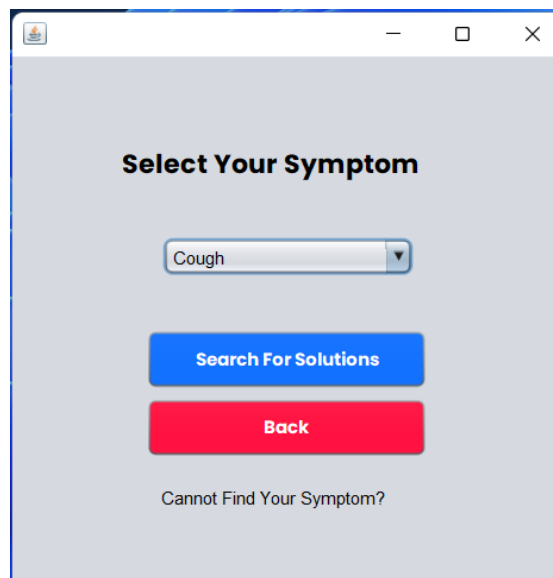 Select Your Symptom
Cough
Search For Solutions
Back
Cannot Find Your Symptom?